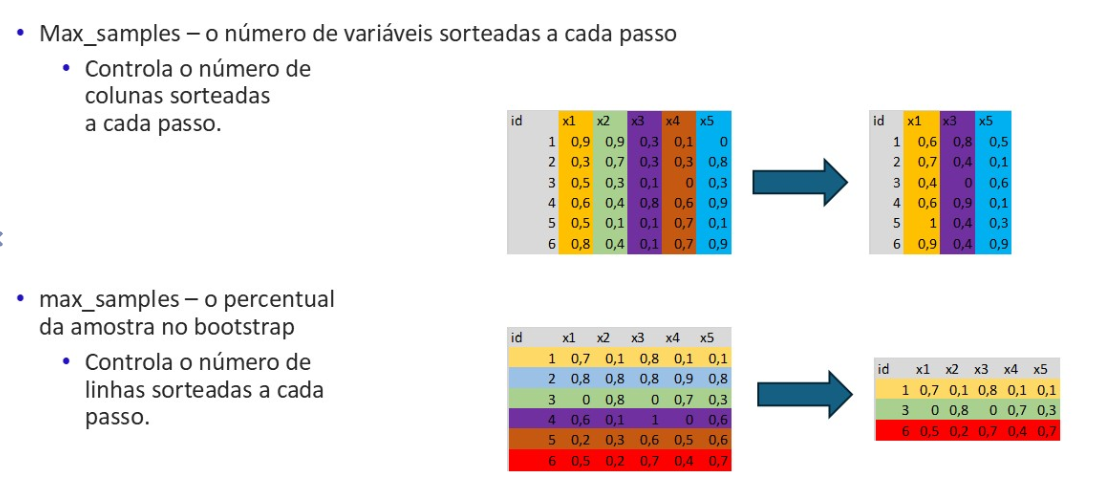 • Max_samples – o número de variáveis sorteadas a cada passo
• Controla o número de
colunas sorteadas
a cada passo.
id x1 x2 x3 x4 x5
1 0,9 0,9 0,3 0,1 0
2 0,3 0,7 0,3 0,3 0,8
3 0,5 0,3 0,1 0 0,3
4 0,6 0,4 0,8 0,6 0,9
5 0,5 0,1 0,1 0,7 0,1
6 0,8 0,4 0,1 0,7 0,9
id x1 x3 x5
1 0,6 0,8 0,5
2 0,7 0,4 0,1
3 0,4 0 0,6
4 0,6 0,9 0,1
5 1 0,4 0,3
6 0,9 0,4 0,9
• max_samples – o percentual
da amostra no bootstrap
• Controla o número de
linhas sorteadas a cada
passo.
id x1 x2 x3 x4 x5
1 0,7 0,1 0,8 0,1 0,1
2 0,8 0,8 0,8 0,9 0,8
3 0 0,8 0 0,7 0,3
4 0,6 0,1 1 0 0,6
5 0,2 0,3 0,6 0,5 0,6
6 0,5 0,2 0,7 0,4 0,7
id x1 x2 x3 x4 x5
1 0,7 0,1 0,8 0,1 0,1
3 0 0,8 0 0,7 0,3
6 0,5 0,2 0,7 0,4 0,7